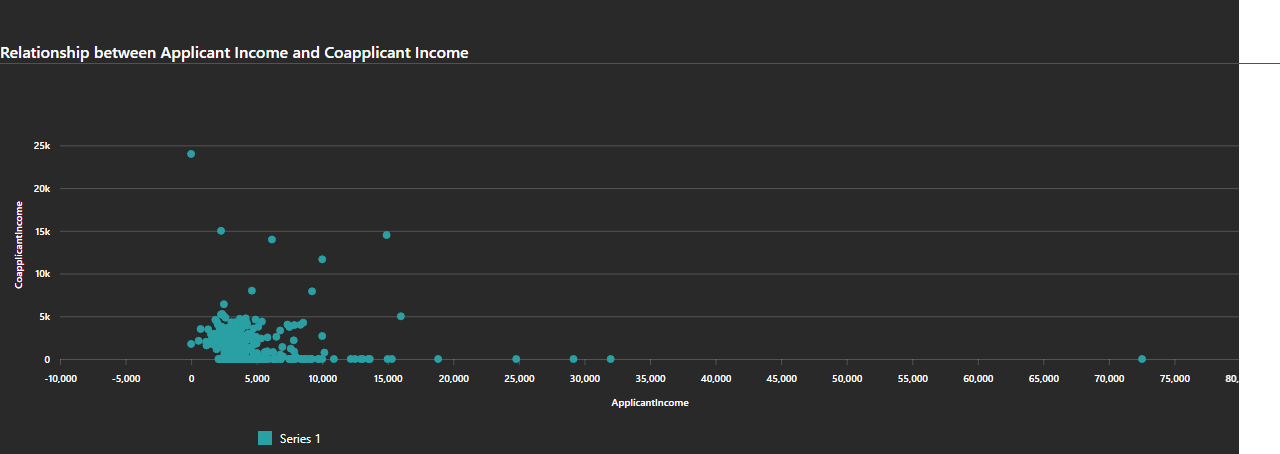 Relationship between Applicant Income and Coapplicant Income
25k
20k
15k
10k
5k
0
CoapplicantIncome
-10,000 -5,000 0 5,000 10,000 15,000 20,000 25,000 30,000 35,000 40,000 45,000 50,000 55,000 60,000 65,000 70,000 75,000 80,
ApplicantIncome
Series 1